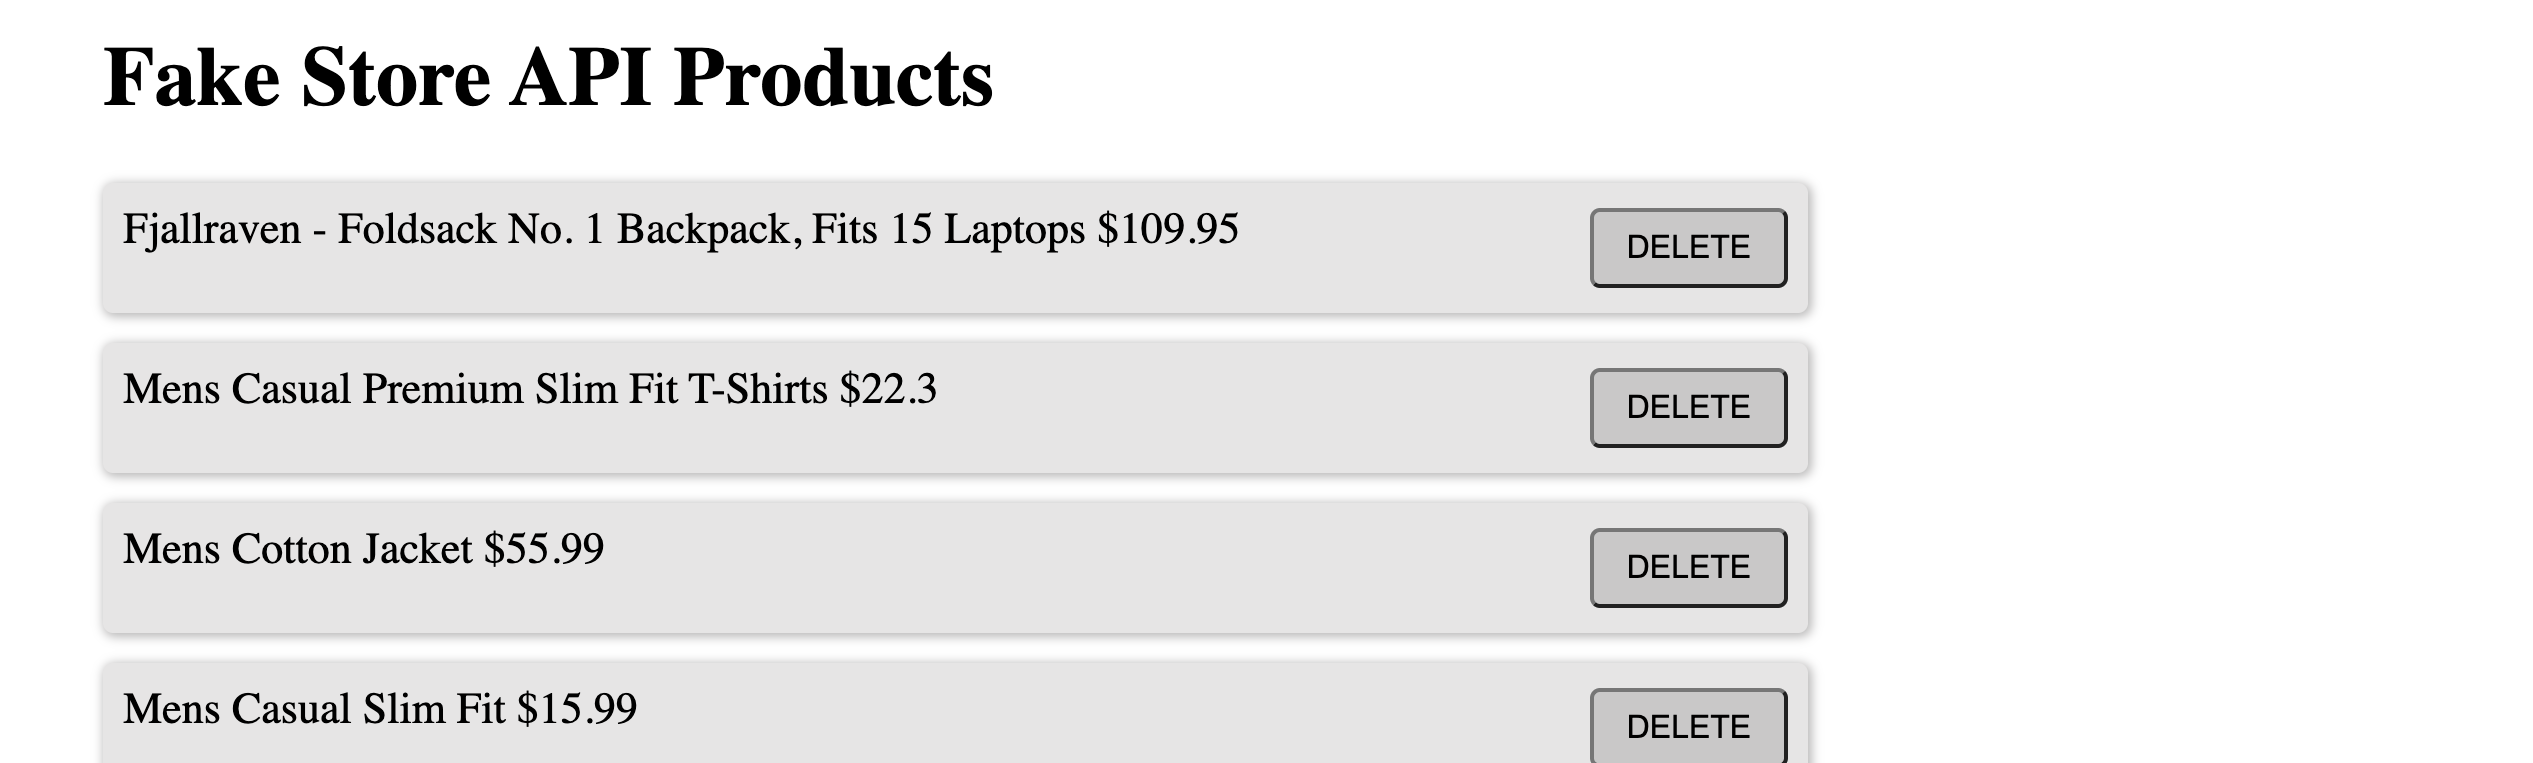 Fake Store API Products
Fjallraven - Foldsack No. 1 Backpack, Fits 15 Laptops $109.95
DELETE
Mens Casual Premium Slim Fit T-Shirts $22.3
DELETE
Mens Cotton Jacket $55.99
DELETE
Mens Casual Slim Fit $15.99
DELETE